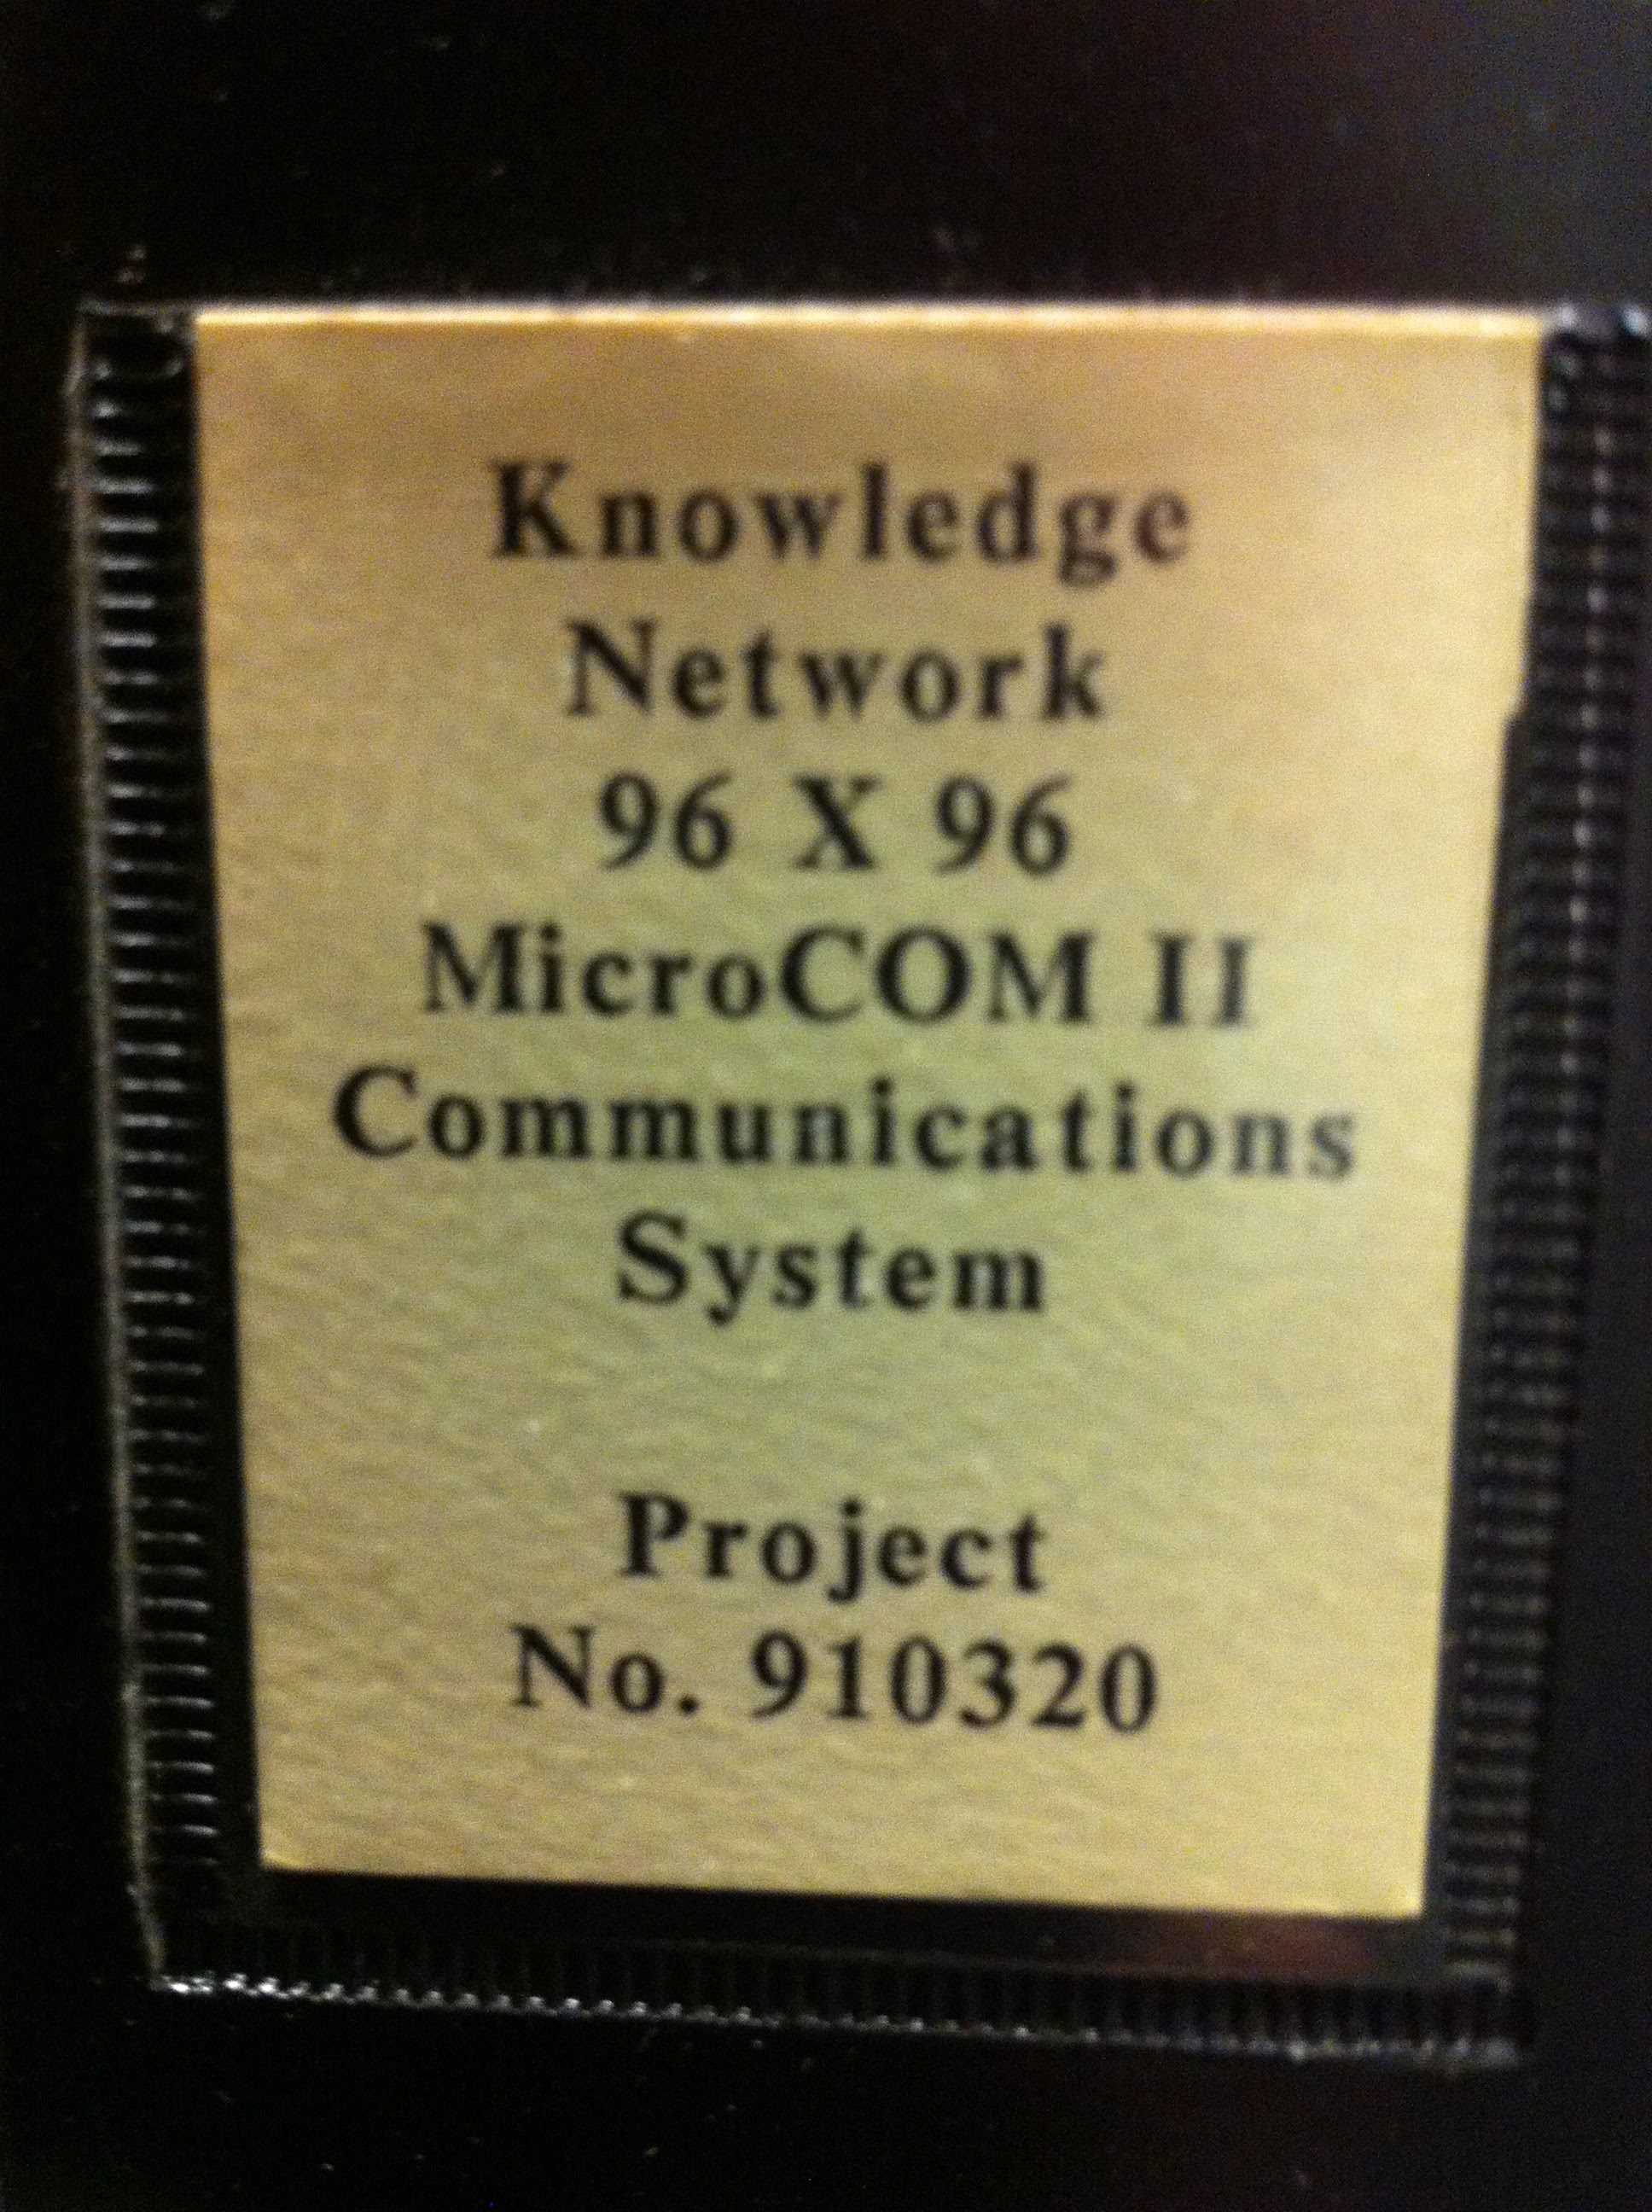 Knowledge
Network
96 X 96
MicroCOM II
Communications
System
Project
No. 910320